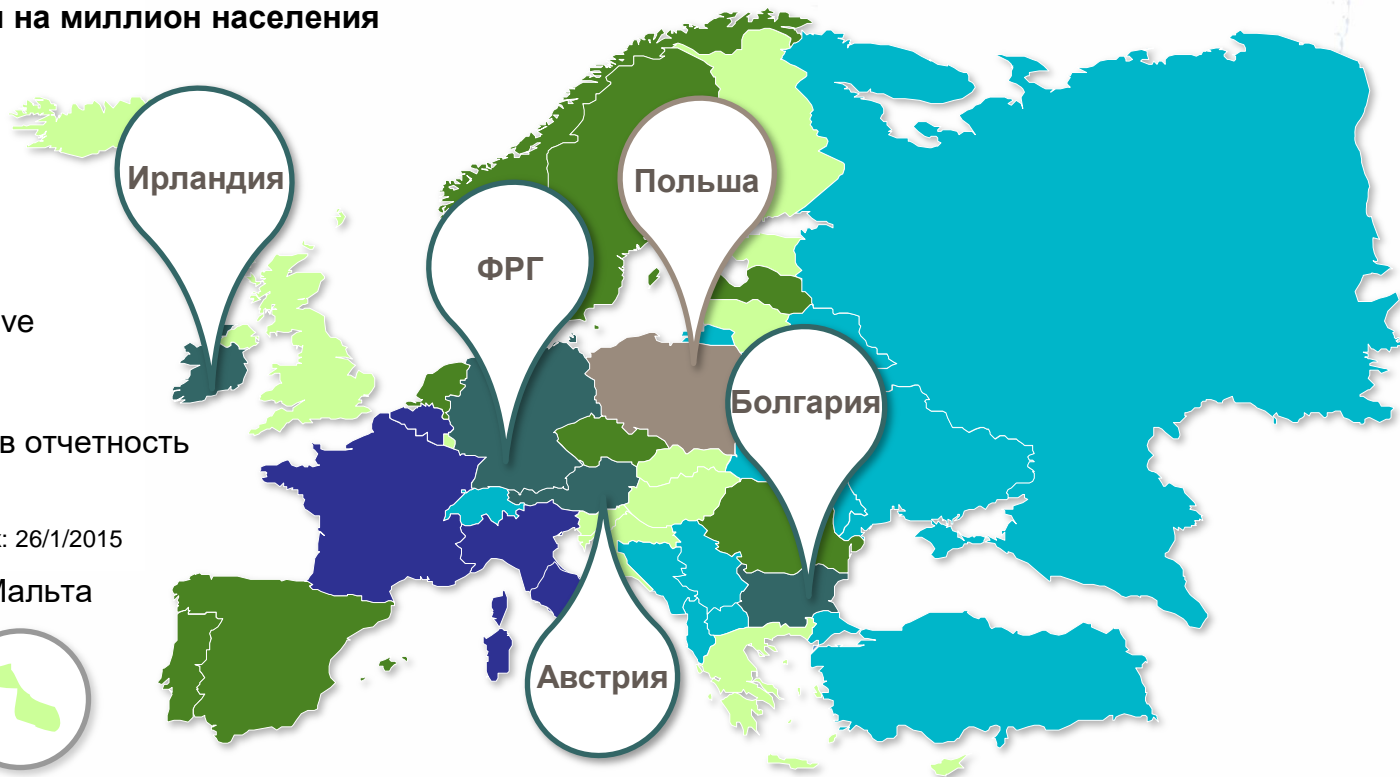 на миллион населения
Ирландия
Польша
ФРГ
ve
Болгария
в отчетность
: 26/1/2015
Мальта
Австрия